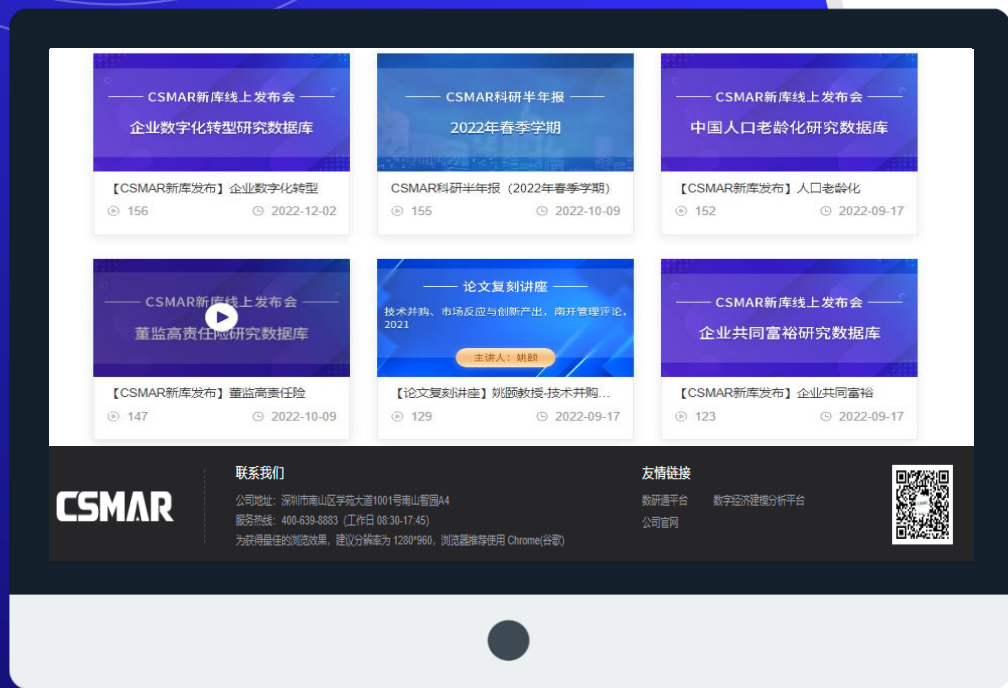 CSMAR新库线上发布会
企业数字化转型研究数据库
【CSMAR新库发布】企业数字化转型
156
2022-12-02
CSMAR科研半年报
2022年春季学期
CSMAR科研半年报（2022年春季学期）
155
2022-10-09
CSMAR新库线上发布会
中国人口老龄化研究数据库
【CSMAR新库发布】人口老龄化
152
2022-09-17
CSMAR新库线上发布会
董监高责任险研究数据库
【CSMAR新库发布】董监高责任险
147
2022-10-09
论文复刻讲座
技术并购、市场反应与创新产出，南开管理评论，
2021
主讲人：姚颐
【论文复刻讲座】姚颐教授-技术并购...
129
2022-09-17
CSMAR新库线上发布会
企业共同富裕研究数据库
【CSMAR新库发布】企业共同富裕
123
2022-09-17
CSMAR
联系我们
公司地址：深圳市南山区学苑大道1001号南山智园A4
服务热线：400-639-8883（工作日 08:30-17:45）
为获得最佳的浏览效果，建议分辨率为 1280*960，浏览器推荐使用 Chrome(谷歌)
友情链接
数研通平台 数字经济建模分析平台
公司官网